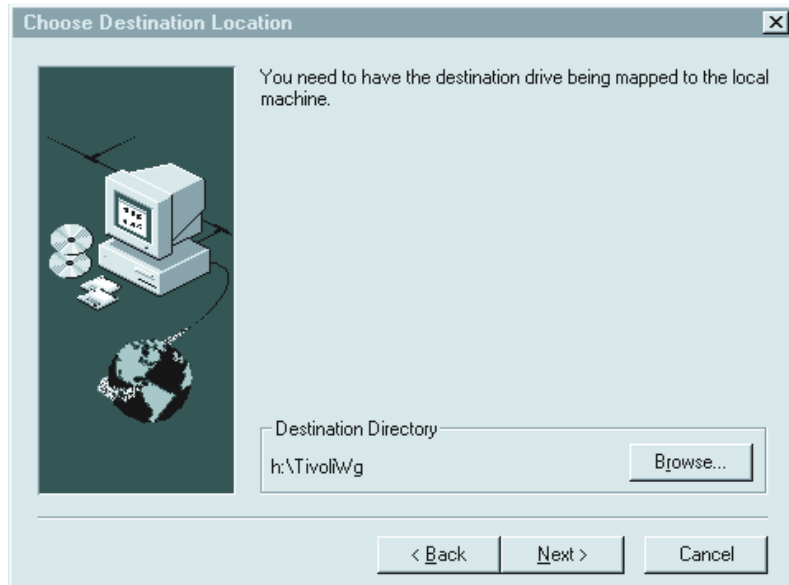 Choose Destination Location
You need to have the destination drive being mapped to the local
machine.
Destination Directory
h:\TivoliWg
Browse...
< Back
Next >
Cancel